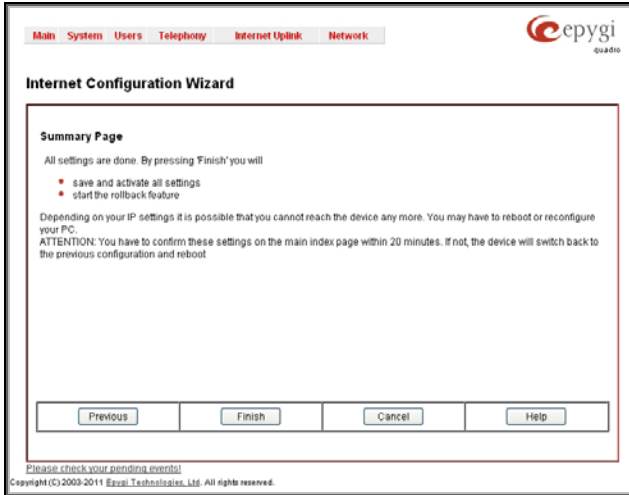 Main System Users Telephony Internet Uplink Network
epygi
quadro
Internet Configuration Wizard
Summary Page
All settings are done. By pressing 'Finish' you will
save and activate all settings
start the rollback feature
Depending on your IP settings it is possible that you cannot reach the device any more. You may have to reboot or reconfigure
your PC.
ATTENTION: You have to confirm these settings on the main index page within 20 minutes. If not, the device will switch back to
the previous configuration and reboot
Previous Finish Cancel Help
Please check your pending events!
Copyright (C) 2003-2011 Epygi Technologies, Ltd. All rights reserved.